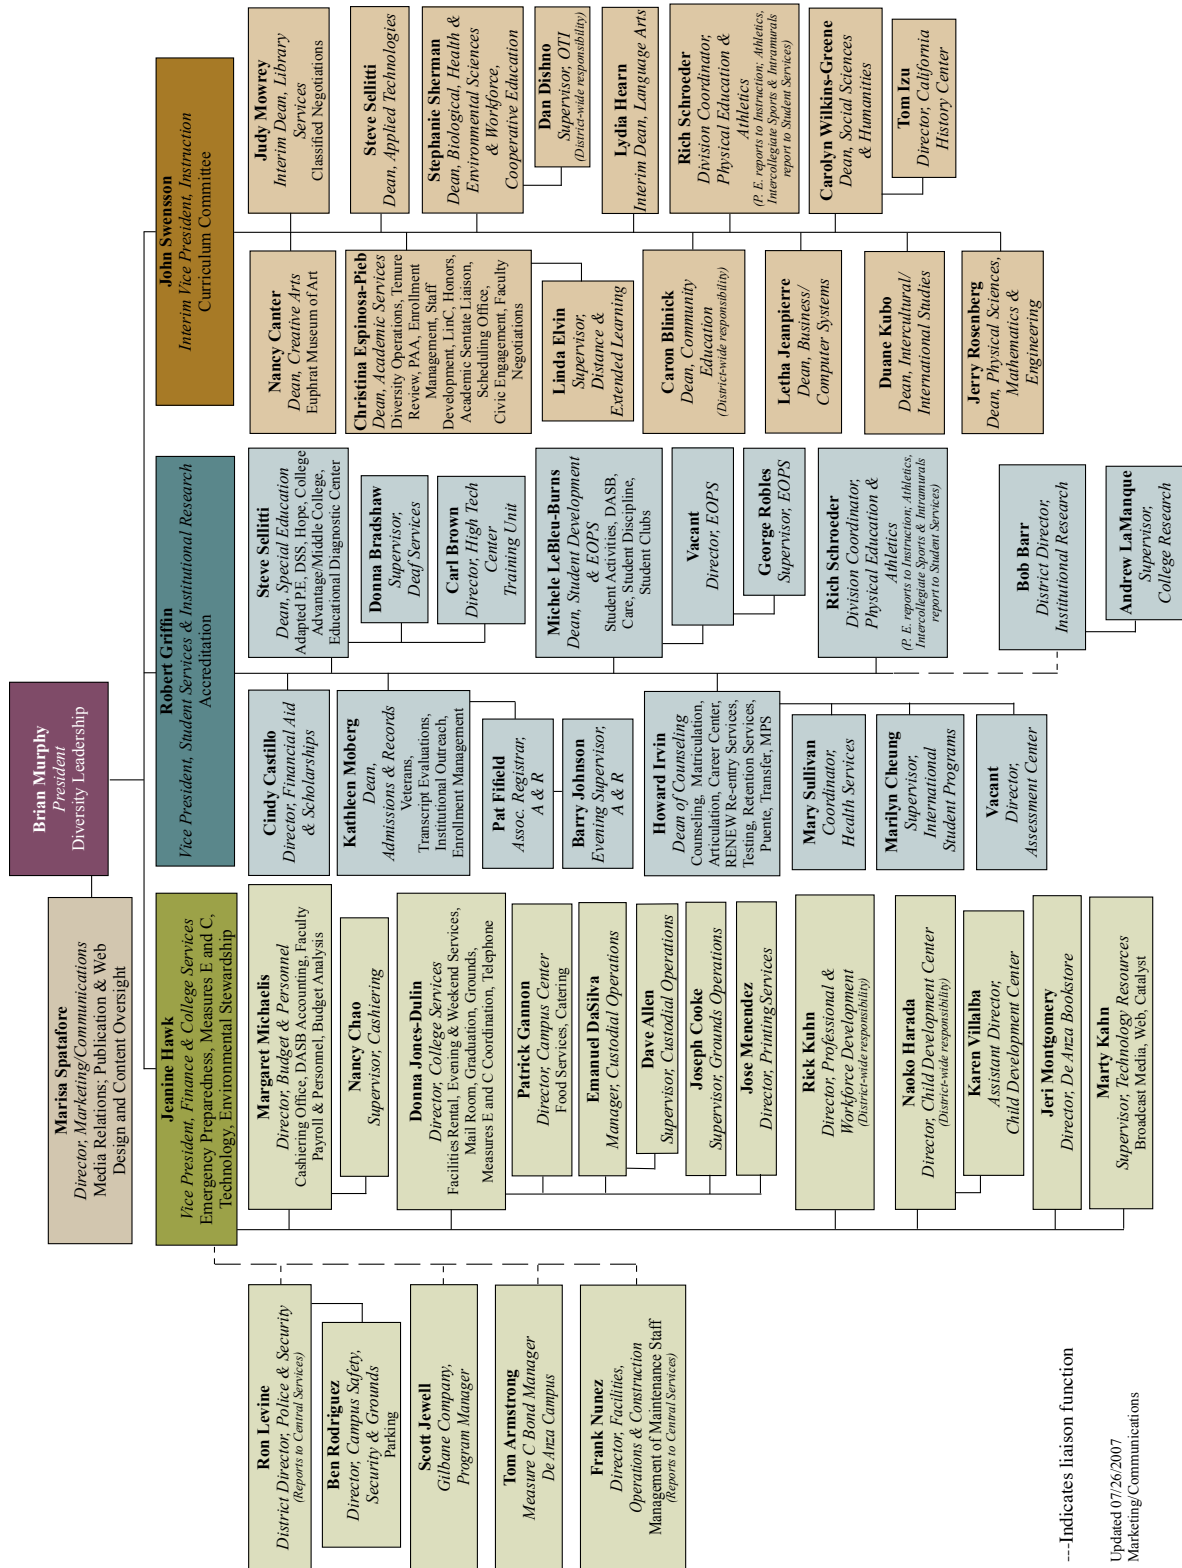 Brian Murphy
President
Diversity Leadership
Marisa Spatafore
Director, Marketing/Communications
Media Relations; Publication & Web
Design and Content Oversight
Jeanine Hawk
Vice President, Finance & College Services
Emergency Preparedness, Measures E and C,
Technology, Environmental Stewardship
Robert Griffin
Vice President, Student Services & Institutional Research
Accreditation
John Swensson
Interim Vice President, Instruction
Curriculum Committee
Ron Levine
District Director, Police & Security
(Reports to Central Services)
Ben Rodriguez
Director, Campus Safety,
Security & Grounds
Parking
Scott Jewell
Gilbane Company,
Program Manager
Tom Armstrong
Measure C Bond Manager
De Anza Campus
Frank Nunez
Director, Facilities,
Operations & Construction
Management of Maintenance Staff
(Reports to Central Services)
Margaret Michaelis
Director, Budget & Personnel
Cashiering Office, DASB Accounting, Faculty
Payroll & Personnel, Budget Analysis
Nancy Chao
Supervisor, Cashiering
Donna Jones-Dulin
Director, College Services
Facilities Rental, Evening & Weekend Services,
Mail Room, Graduation, Grounds,
Measures E and C Coordination, Telephone
Patrick Gannon
Director, Campus Center
Food Services, Catering
Emanuel DaSilva
Manager, Custodial Operations
Dave Allen
Supervisor, Custodial Operations
Joseph Cooke
Supervisor, Grounds Operations
Jose Menendez
Director, PrintingServices
Rick Kuhn
Director, Professional &
Workforce Development
(District-wide responsibility)
Naoko Harada
Director, Child Development Center
(District-wide responsibility)
Karen Villalba
Assistant Director,
Child Development Center
Jeri Montgomery
Director, De Anza Bookstore
Marty Kahn
Supervisor, Technology Resources
Broadcast Media, Web, Catalyst
Cindy Castillo
Director, Financial Aid
& Scholarships
Kathleen Moberg
Dean,
Admissions & Records
Veterans,
Transcript Evaluations,
Institutional Outreach,
Enrollment Management
Pat Fifield
Assoc. Registrar,
A & R
Barry Johnson
Evening Supervisor,
A & R
Howard Irvin
Dean of Counseling
Counseling, Matriculation,
Articulation, Career Center,
RENEW Re-entry Services,
Testing, Retention Services,
Puente, Transfer, MPS
Mary Sullivan
Coordinator,
Health Services
Marilyn Cheung
Supervisor,
International
Student Programs
Vacant
Director,
Assessment Center
Steve Sellitti
Dean, Special Education
Adapted P.E, DSS, Hope, College
Advantage/Middle College,
Educational Diagnostic Center
Donna Bradshaw
Supervisor,
Deaf Services
Carl Brown
Director, High Tech
Center
Training Unit
Michele LeBleu-Burns
Dean, Student Development
& EOPS
Student Activities, DASB,
Care, Student Discipline,
Student Clubs
Vacant
Director, EOPS
George Robles
Supervisor, EOPS
Rich Schroeder
Division Coordinator,
Physical Education &
Athletics
(P. E. reports to Instruction; Athletics,
Intercollegiate Sports & Intramurals
report to Student Services)
Bob Barr
District Director,
Institutional Research
Andrew LaManque
Supervisor,
College Research
Nancy Canter
Dean, Creative Arts
Euphrat Museum of Art
Christina Espinosa-Pieb
Dean, Academic Services
Diversity Operations, Tenure
Review, PAA, Enrollment
Management, Staff
Development, LinC, Honors,
Academic Sentate Liaison,
Scheduling Office,
Civic Engagement, Faculty
Negotiations
Linda Elvin
Supervisor,
Distance &
Extended Learning
Caron Blinick
Dean, Community
Education
(District-wide responsibility)
Letha Jeanpierre
Dean, Business/
Computer Systems
Duane Kubo
Dean, Intercultural/
International Studies
Jerry Rosenberg
Dean, Physical Sciences,
Mathematics &
Engineering
Judy Mowrey
Interim Dean, Library
Services
Classified Negotiations
Steve Sellitti
Dean, Applied Technologies
Stephanie Sherman
Dean, Biological, Health &
Environmental Sciences
& Workforce,
Cooperative Education
Dan Dishno
Supervisor, OTI
(District-wide responsibility)
Lydia Hearn
Interim Dean, Language Arts
Rich Schroeder
Division Coordinator,
Physical Education &
Athletics
(P. E. reports to Instruction; Athletics,
Intercollegiate Sports & Intramurals
report to Student Services)
Carolyn Wilkins-Greene
Dean, Social Sciences
& Humanities
Tom Izu
Director, California
History Center
---Indicates liaison function
Updated 07/26/2007
Marketing/Communications